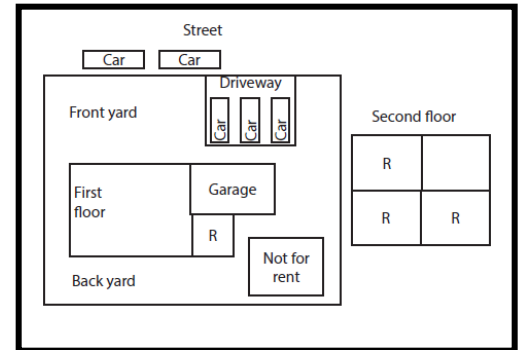 Street
Car
Car
Driveway
Front yard
Car
Car
Car
Second floor
R
First
floor
Garage
R
R
R
Not for
rent
Back yard